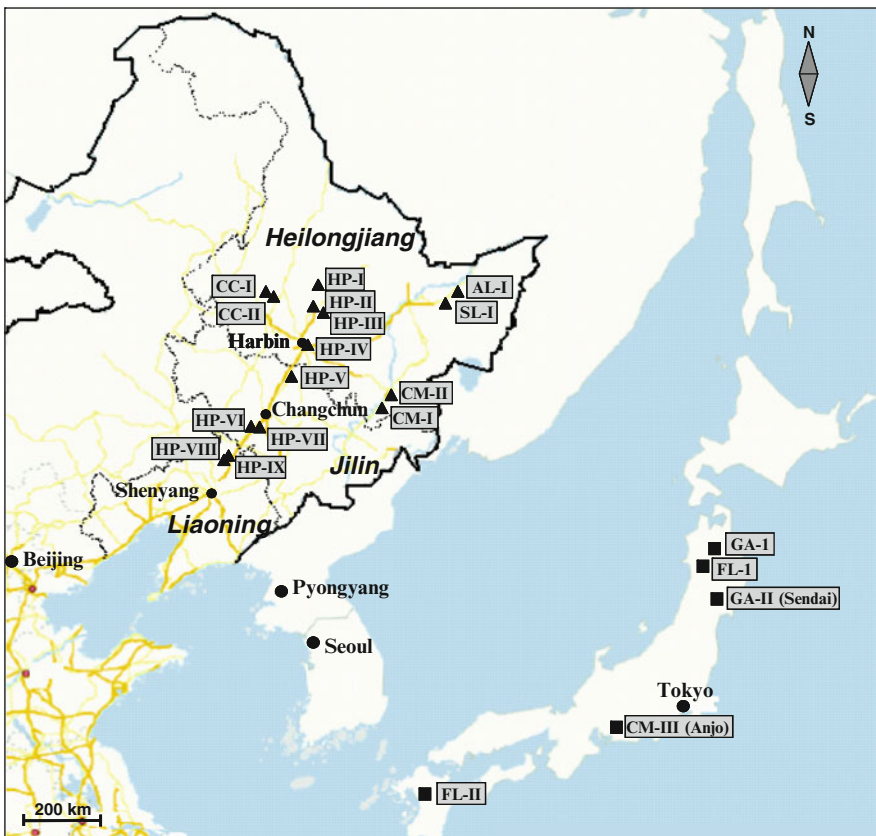 N
S
Heilongjiang
HP-I
CC-I
AL-I
HP-II
SL-I
CC-II
HP-III
Harbin
HP-IV
HP-V
CM-II
Changchun
CM-I
HP-VI
HP-VII
HP-VIII
HP-IX
Jilin
Shenyang
Liaoning
GA-1
Beijing
FL-1
Pyongyang
GA-II (Sendai)
Seoul
Tokyo
CM-III (Anjo)
FL-II
200 km